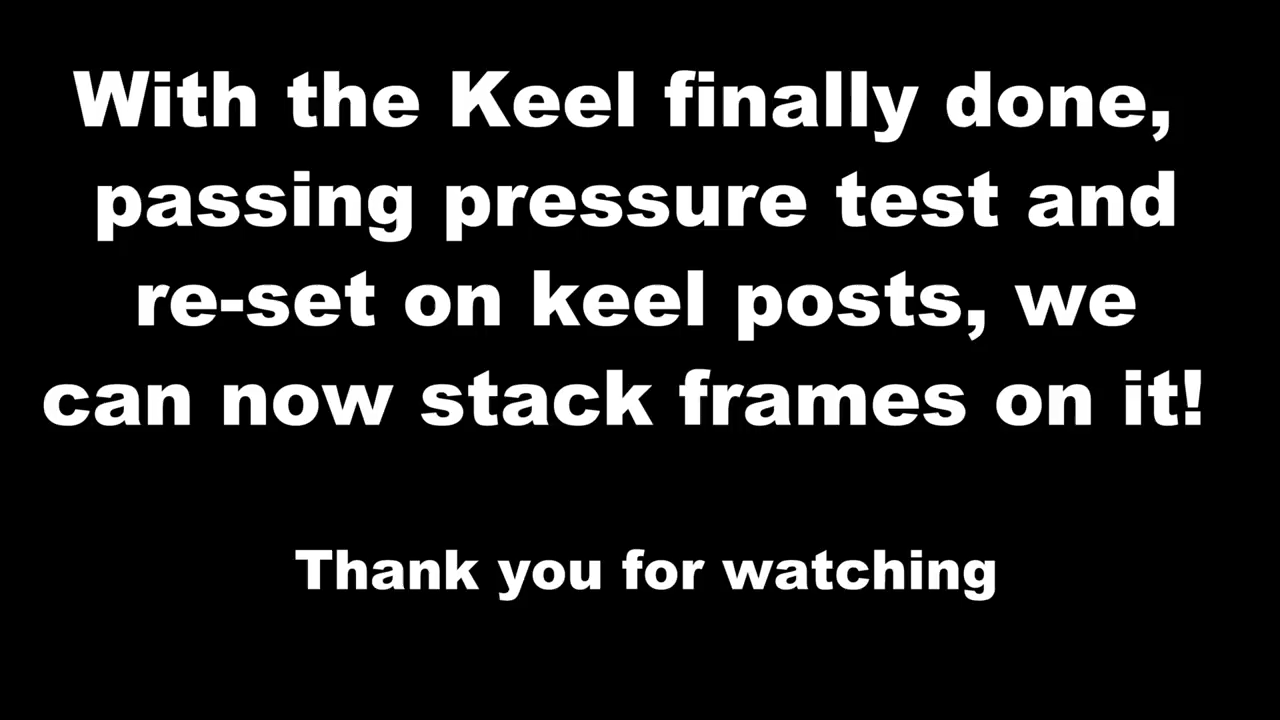 With the Keel finally done,
passing pressure test and
re-set on keel posts, we
can now stack frames on it!
Thank you for watching